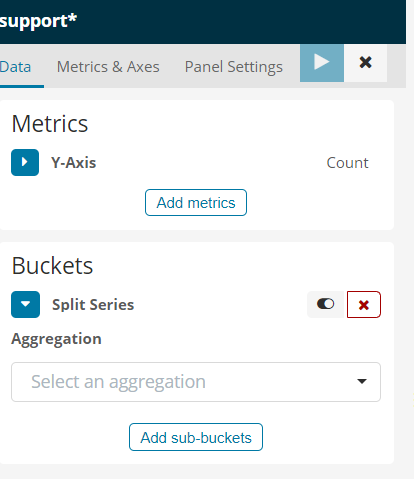 support*
Data Metrics & Axes Panel Settings
Metrics
Y-Axis Count
Add metrics
Buckets
Split Series
Aggregation
Select an aggregation
Add sub-buckets